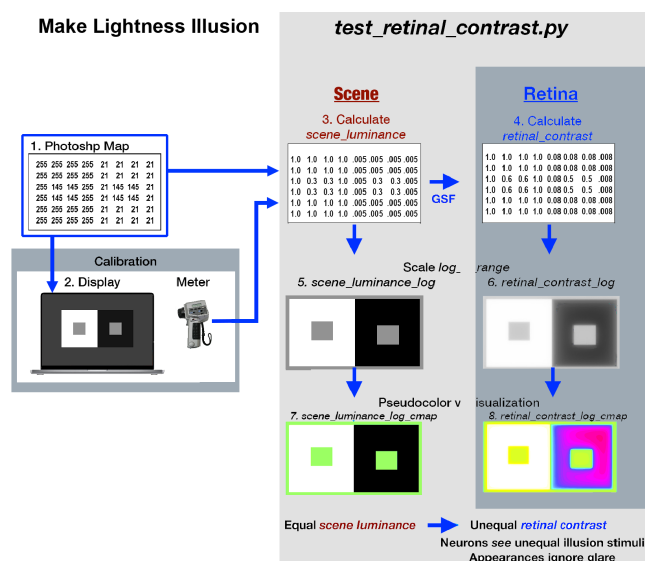 Make Lightness Illusion
test_retinal_contrast.py
Scene
Retina
3. Calculate
scene_luminance
4. Calculate
retinal_contrast
1. Photoshp Map
255 255 255 255 21 21 21 21
255 255 255 255 21 21 21 21
255 145 145 255 21 145 145 21
255 145 145 255 21 145 145 21
255 255 255 255 21 21 21 21
255 255 255 255 21 21 21 21
1.0 1.0 1.0 1.0 .005 .005 .005 .005
1.0 1.0 1.0 1.0 .005 .005 .005 .005
1.0 0.3 0.3 1.0 .005 0.3 0.3 .005
1.0 0.3 0.3 1.0 .005 0.3 0.3 .005
1.0 1.0 1.0 1.0 .005 .005 .005 .005
1.0 1.0 1.0 1.0 .005 .005 .005 .005
GSF
1.0 1.0 1.0 1.0 0.08 0.08 0.08 .008
1.0 1.0 1.0 1.0 0.08 0.08 0.08 .008
1.0 0.6 0.6 1.0 0.08 0.5 0.5 .008
1.0 0.6 0.6 1.0 0.08 0.5 0.5 .008
1.0 1.0 1.0 1.0 0.08 0.08 0.08 .008
1.0 1.0 1.0 1.0 0.08 0.08 0.08 .008
Calibration
2. Display
Meter
Scale log_ range
5. scene_luminance_log
6. retinal_contrast_log
Pseudocolor v isualization
7. scene_luminance_log_cmap
8. retinal_contrast_log_cmap
Equal scene luminance
Unequal retinal contrast
Neurons see unequal illusion stimuli
Appearances ignore glare